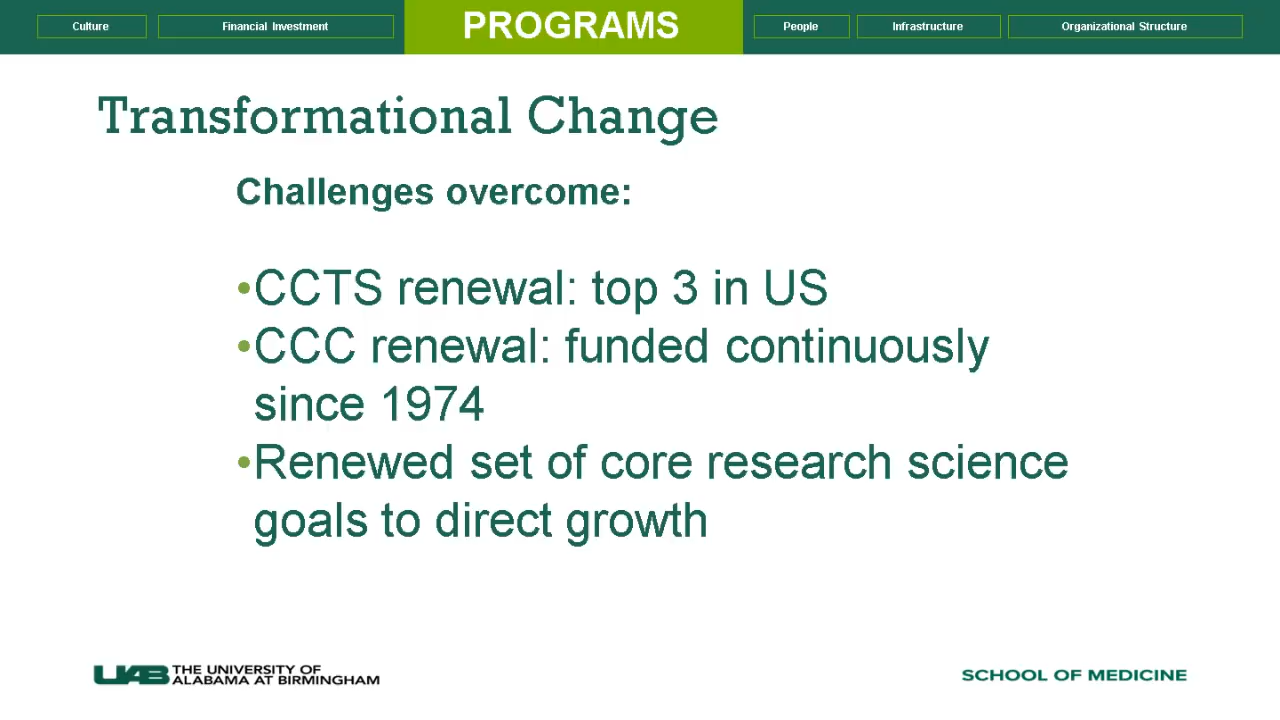 Culture
Financial Investment
PROGRAMS
People
Infrastructure
Organizational Structure
Transformational Change
Challenges overcome:
•CCTS renewal: top 3 in US
•CCC renewal: funded continuously
since 1974
•Renewed set of core research science
goals to direct growth
UAB THE UNIVERSITY OF
ALABAMA AT BIRMINGHAM
SCHOOL OF MEDICINE